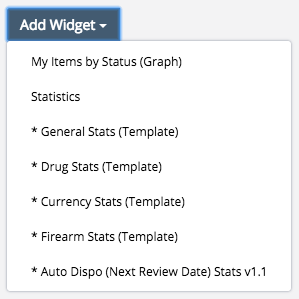 Add Widget
My Items by Status (Graph)
Statistics
* General Stats (Template)
* Drug Stats (Template)
* Currency Stats (Template)
* Firearm Stats (Template)
* Auto Dispo (Next Review Date) Stats v1.1